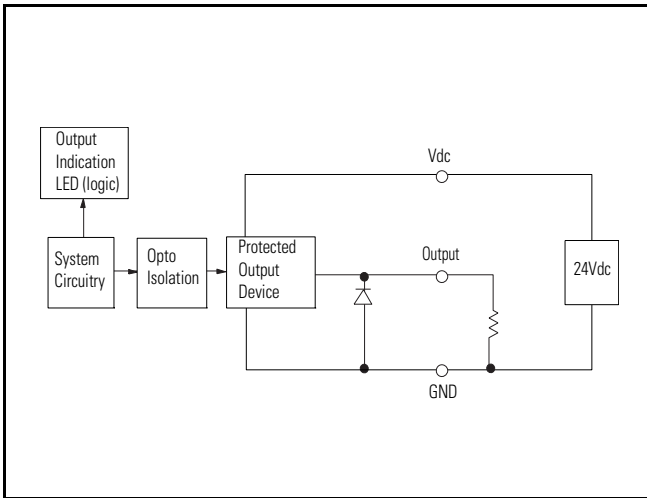 Output
Indication
LED (logic)
Vdc
System
Circuitry
Opto
Isolation
Protected
Output
Device
Output
24Vdc
GND